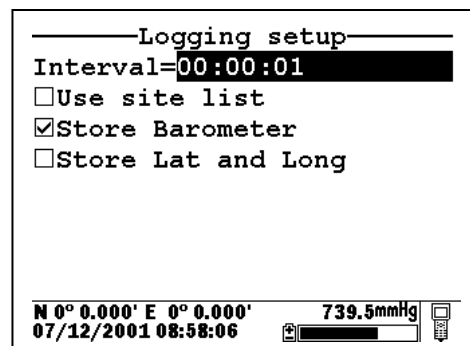 Logging setup
Interval=00:00:01
☐Use site list
☑Store Barometer
☐Store Lat and Long
N 0° 0.000' E 0° 0.000' 739.5mmHg
07/12/2001 08:58:06